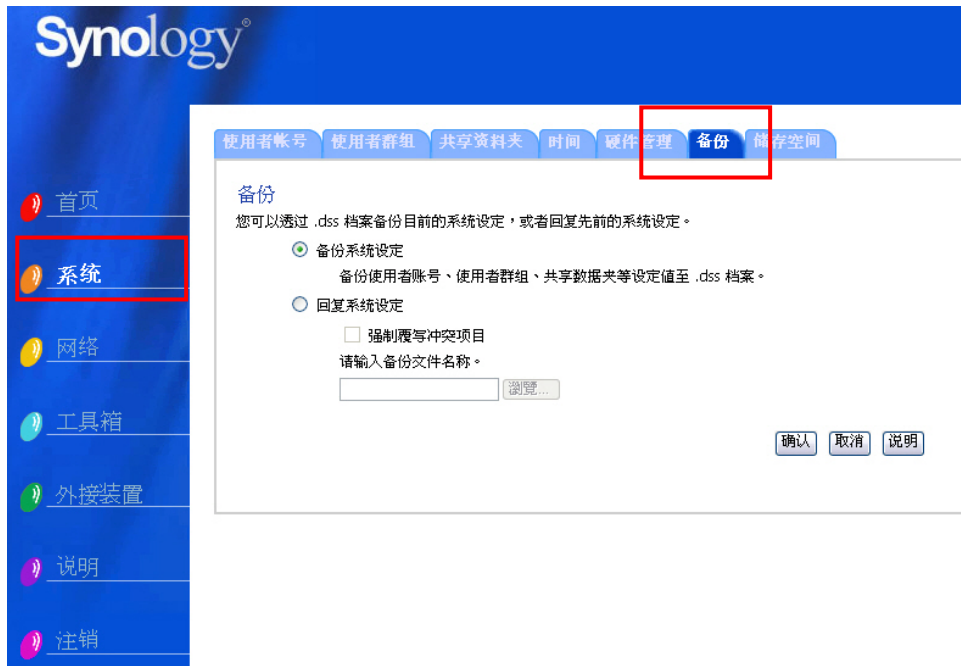 Synology®
使用者帐号 使用者群组 共享资料夹 时间 硬件管理 备份 储存空间
首页
系统
网络
工具箱
外接装置
说明
注销
备份
您可以透过 .dss 档案备份目前的系统设定，或者回复先前的系统设定。
备份系统设定
备份使用者账号、使用者群组、共享数据夹等设定值至 .dss 档案。
回复系统设定
强制覆写冲突项目
请输入备份文件名称。
瀏覽...
确认 取消 说明